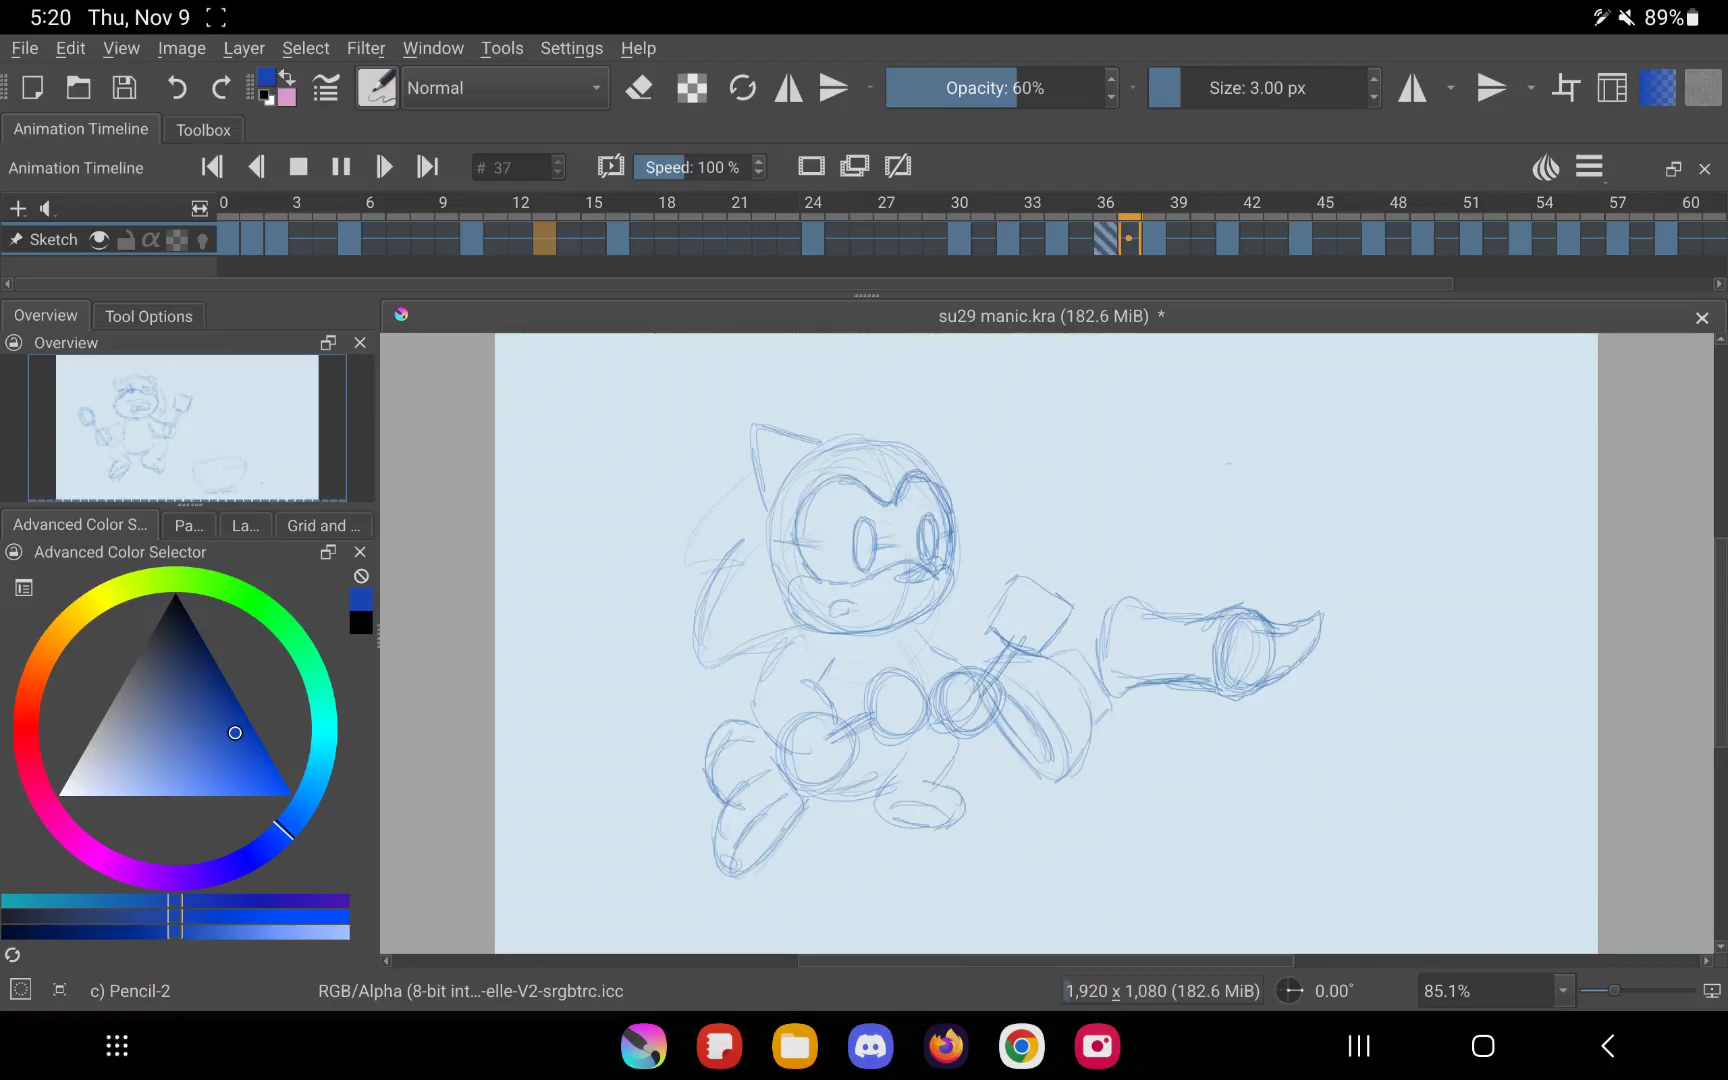 5:20 Thu, Nov 9 89%
File Edit View Image Layer Select Filter Window Tools Settings Help
Normal Opacity: 60% Size: 3.00 px
Animation Timeline Toolbox
Animation Timeline # 37 Speed: 100 %
0 3 6 9 12 15 18 21 24 27 30 33 36 39 42 45 48 51 54 57 60
Sketch α
Overview Tool Options su29 manic.kra (182.6 MiB) *
Overview
Advanced Color S... Pa... La... Grid and ...
Advanced Color Selector
c) Pencil-2 RGB/Alpha (8-bit int...-elle-V2-srgbtrc.icc 1,920 x 1,080 (182.6 MiB) 0.00° 85.1%